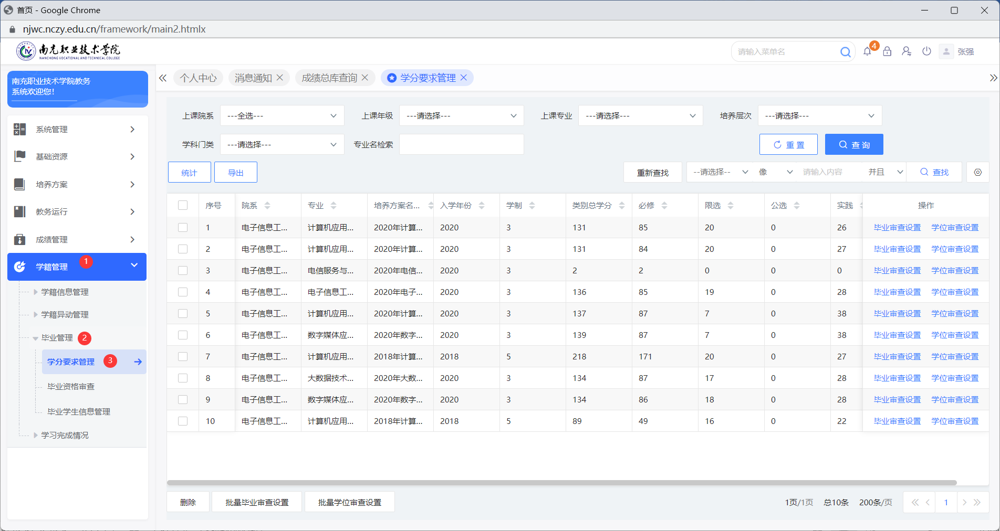 首页 - Google Chrome
njwc.nczy.edu.cn/framework/main2.htmlx
南充职业技术学院
NANCHONG VOCATIONAL AND TECHNICAL COLLEGE
请输入菜单名
4
张强
南充职业技术学院教务
系统欢迎您!
个人中心 消息通知 成绩总库查询 学分要求管理
系统管理
基础资源
培养方案
教务运行
成绩管理
学籍管理 1
学籍信息管理
学籍异动管理
毕业管理 2
学分要求管理 3
毕业资格审查
毕业学生信息管理
学习完成情况
上课院系 ---全选--- 上课年级 ---请选择--- 上课专业 ---请选择--- 培养层次 ---请选择---
学科门类 ---请选择--- 专业名检索 重置 查询
统计 导出 重新查找 --请选择-- 像 请输入内容 并且 查找
序号 院系 专业 培养方案名... 入学年份 学制 类别总学分 必修 限选 公选 实践 操作
1 电子信息工... 计算机应用... 2020年计算... 2020 3 131 85 20 0 26 毕业审查设置 学位审查设置
2 电子信息工... 计算机应用... 2020年计算... 2020 3 131 84 20 0 27 毕业审查设置 学位审查设置
3 电子信息工... 电信服务与... 2020年电信... 2020 3 2 2 0 0 0 毕业审查设置 学位审查设置
4 电子信息工... 电子信息工... 2020年电子... 2020 3 136 85 19 0 28 毕业审查设置 学位审查设置
5 电子信息工... 计算机应用... 2020年计算... 2020 3 137 87 7 0 38 毕业审查设置 学位审查设置
6 电子信息工... 数字媒体应... 2020年数字... 2020 3 139 87 7 0 38 毕业审查设置 学位审查设置
7 电子信息工... 计算机应用... 2018年计算... 2018 5 218 171 20 0 27 毕业审查设置 学位审查设置
8 电子信息工... 大数据技术... 2020年大数... 2020 3 134 87 17 0 28 毕业审查设置 学位审查设置
9 电子信息工... 数字媒体应... 2020年数字... 2020 3 134 86 18 0 28 毕业审查设置 学位审查设置
10 电子信息工... 计算机应用... 2018年计算... 2018 5 89 49 16 0 22 毕业审查设置 学位审查设置
删除 批量毕业审查设置 批量学位审查设置 1页/1页 总10条 200条/页 1